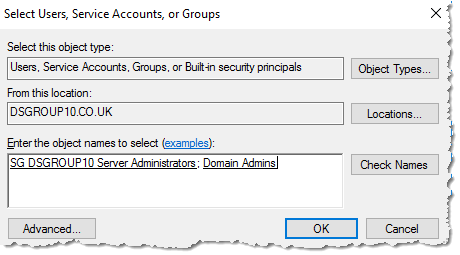 Select Users, Service Accounts, or Groups
Select this object type:
Users, Service Accounts, Groups, or Built-in security principals
Object Types...
From this location:
DSGROUP10.CO.UK
Locations...
Enter the object names to select (examples):
SG DSGROUP10 Server Administrators; Domain Admins
Check Names
Advanced...
OK
Cancel